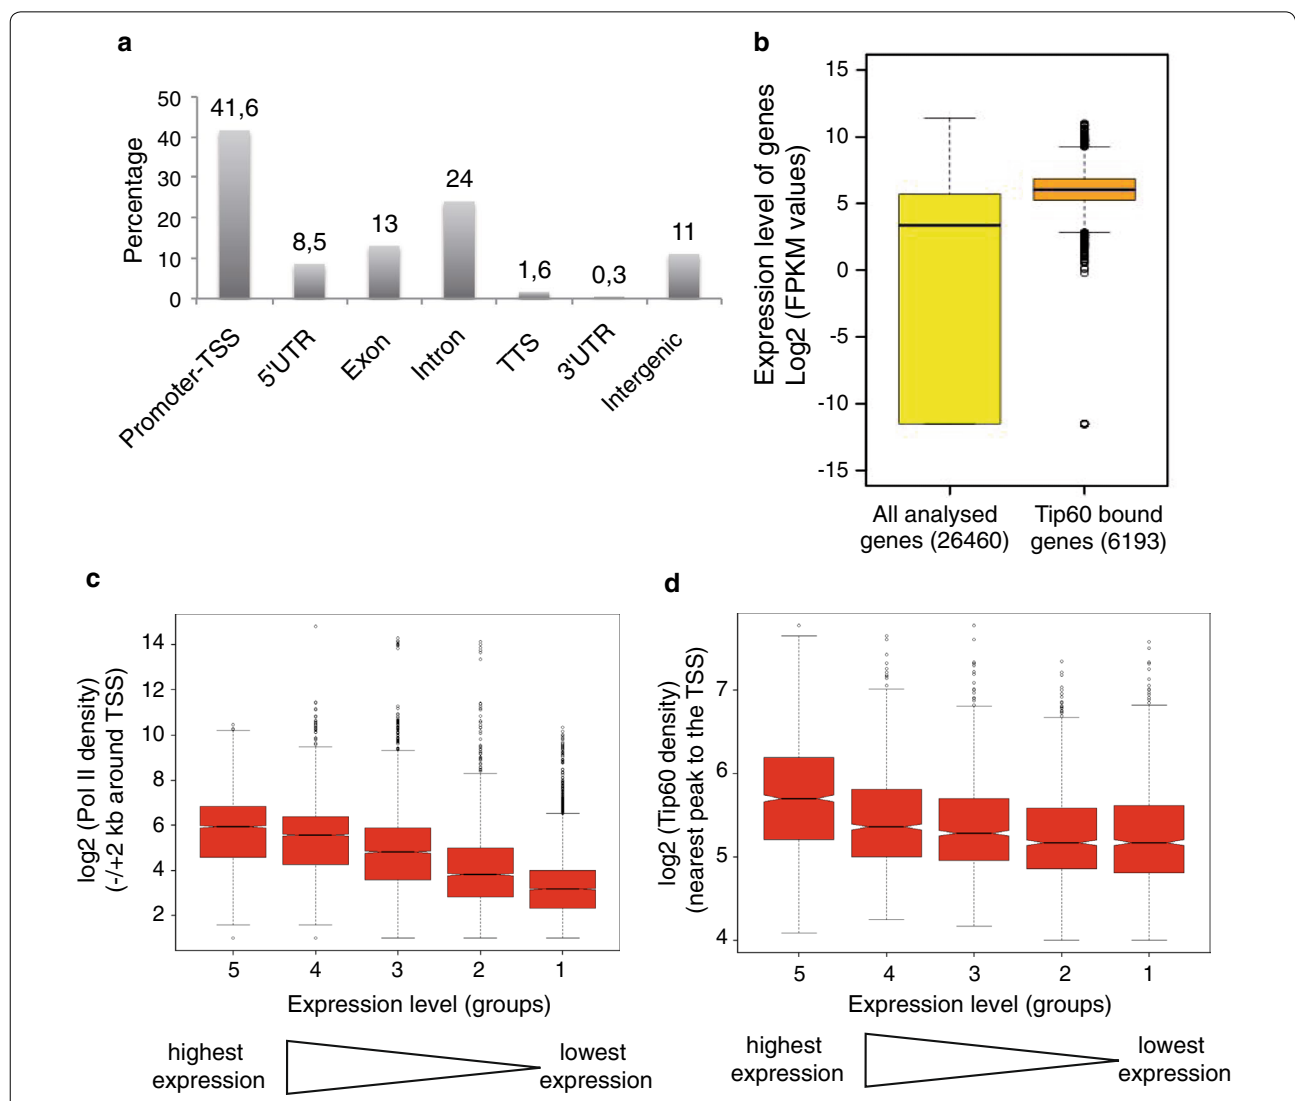 a
Percentage
50
40
30
20
10
0
41,6
8,5
13
24
1,6
0,3
11
Promoter-TSS
5'UTR
Exon
Intron
TTS
3'UTR
Intergenic
b
Expression level of genes
Log2 (FPKM values)
15
10
5
0
-5
-10
-15
All analysed
genes (26460)
Tip60 bound
genes (6193)
c
log2 (Pol II density)
(-/+2 kb around TSS)
14
12
10
8
6
4
2
5
4
3
2
1
Expression level (groups)
highest
expression
lowest
expression
d
log2 (Tip60 density)
(nearest peak to the TSS)
7
6
5
4
5
4
3
2
1
Expression level (groups)
highest
expression
lowest
expression